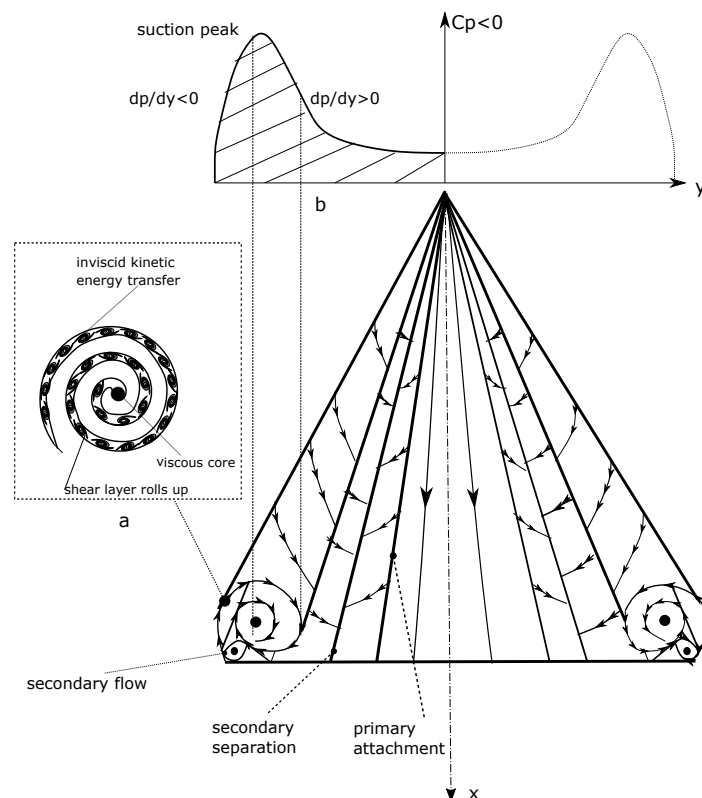 suction peak
Cp<0
dp/dy<0
dp/dy>0
y
b
inviscid kinetic
energy transfer
viscous core
shear layer rolls up
a
secondary flow
secondary
separation
primary
attachment
x